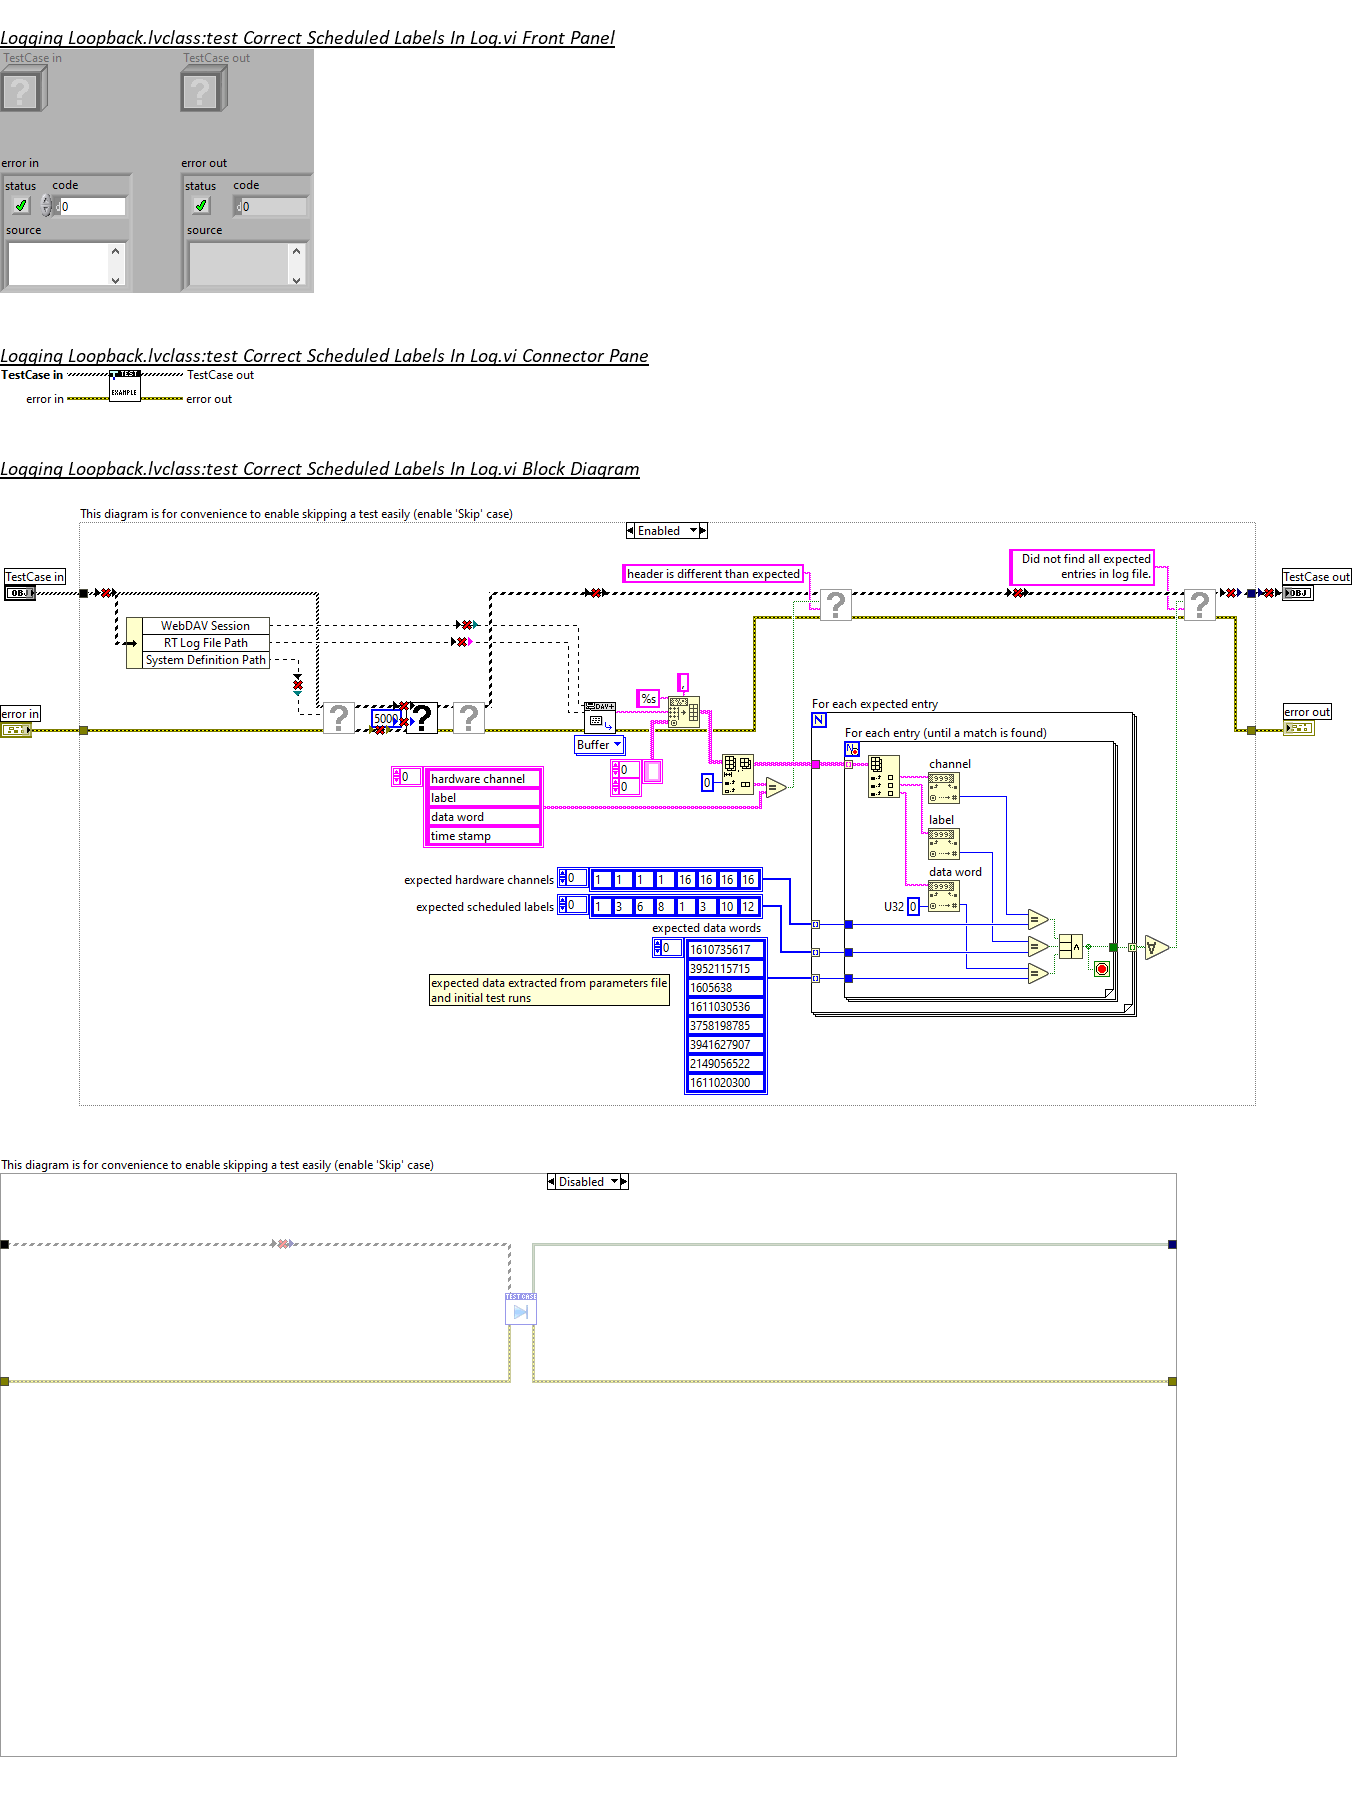 Logging Loopback.lvclass:test Correct Scheduled Labels In Log.vi Front Panel
TestCase in
TestCase out
error in
error out
status
code
status
code
0
0
source
source
Logging Loopback.lvclass:test Correct Scheduled Labels In Log.vi Connector Pane
TestCase in
TestCase out
TEST
EXAMPLE
error in
error out
Logging Loopback.lvclass:test Correct Scheduled Labels In Log.vi Block Diagram
This diagram is for convenience to enable skipping a test easily (enable 'Skip' case)
Enabled
Did not find all expected
entries in log file.
header is different than expected
TestCase in
OBJ
TestCase out
OBJ
WebDAV Session
RT Log File Path
System Definition Path
error in
error out
5000
DAV
Buffer
%s
,
0
0
0
For each expected entry
N
For each entry (until a match is found)
N
channel
label
data word
U32 0
0
hardware channel
label
data word
time stamp
expected hardware channels
0
1 1 1 1 16 16 16 16
expected scheduled labels
0
1 3 6 8 1 3 10 12
expected data words
0
1610735617
3952115715
1605638
1611030536
3758198785
3941627907
2149056522
1611020300
expected data extracted from parameters file
and initial test runs
This diagram is for convenience to enable skipping a test easily (enable 'Skip' case)
Disabled
TEST CASE